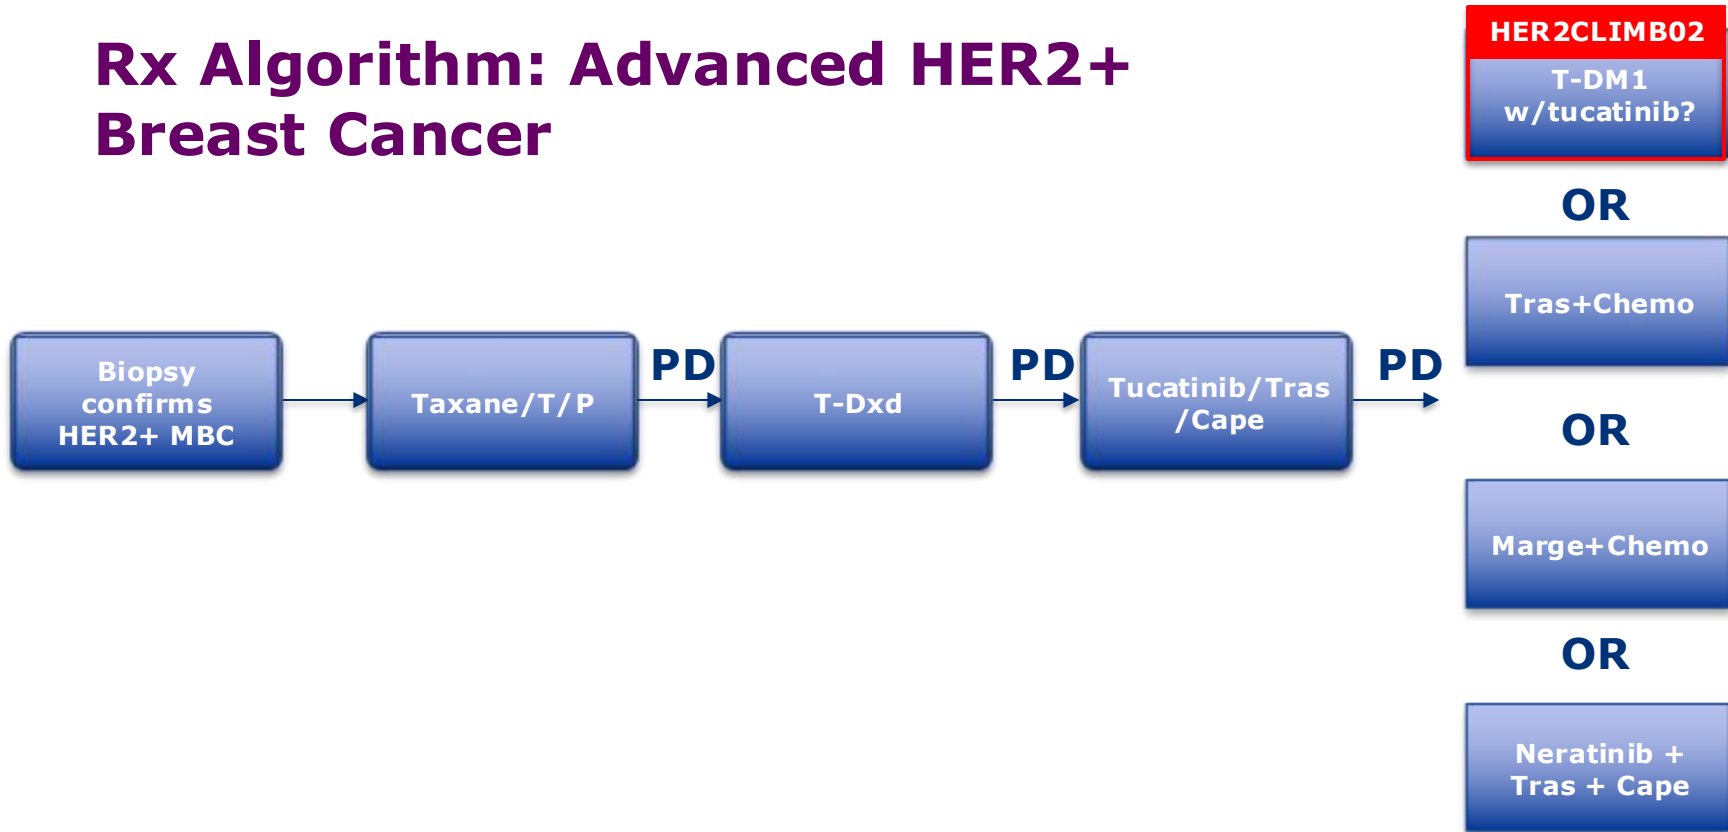 Rx Algorithm: Advanced HER2+
Breast Cancer
Biopsy
confirms
HER2+ MBC
Taxane/T/P
PD
T-Dxd
PD
Tucatinib/Tras
/Cape
PD
HER2CLIMB02
T-DM1
w/tucatinib?
OR
Tras+Chemo
OR
Marge+Chemo
OR
Neratinib +
Tras + Cape